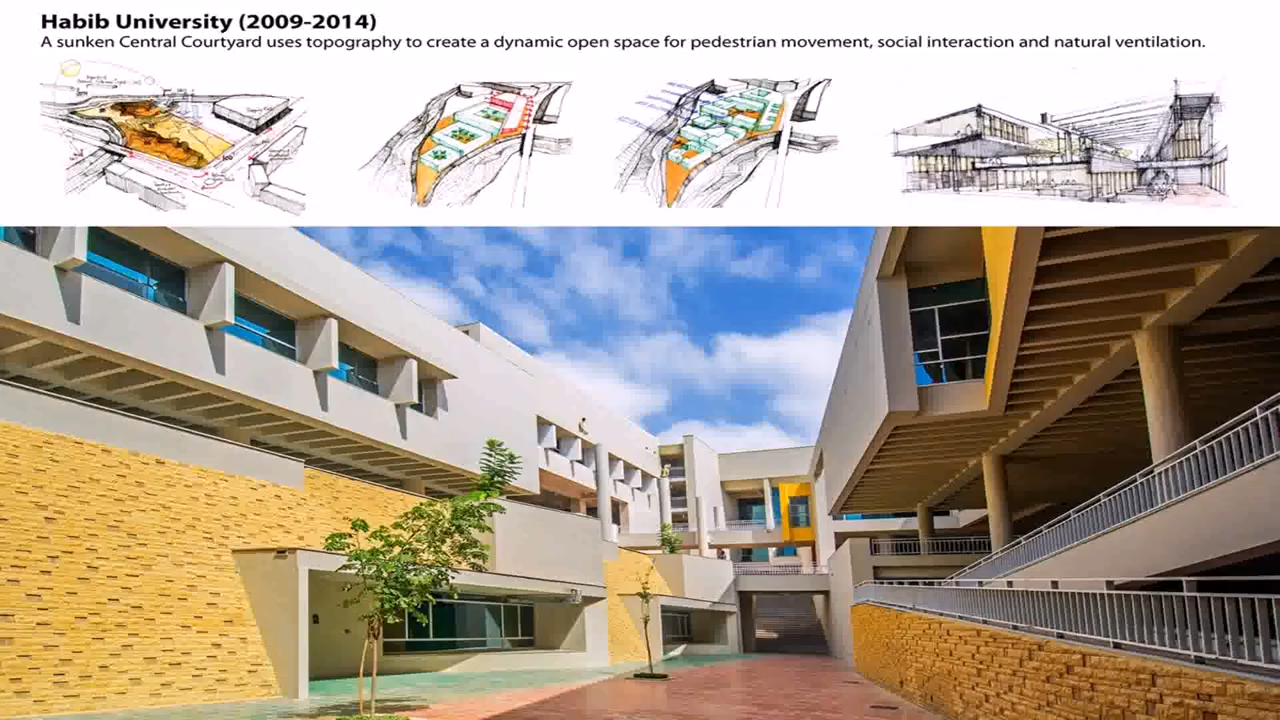 Habib University (2009-2014)
A sunken Central Courtyard uses topography to create a dynamic open space for pedestrian movement, social interaction and natural ventilation.